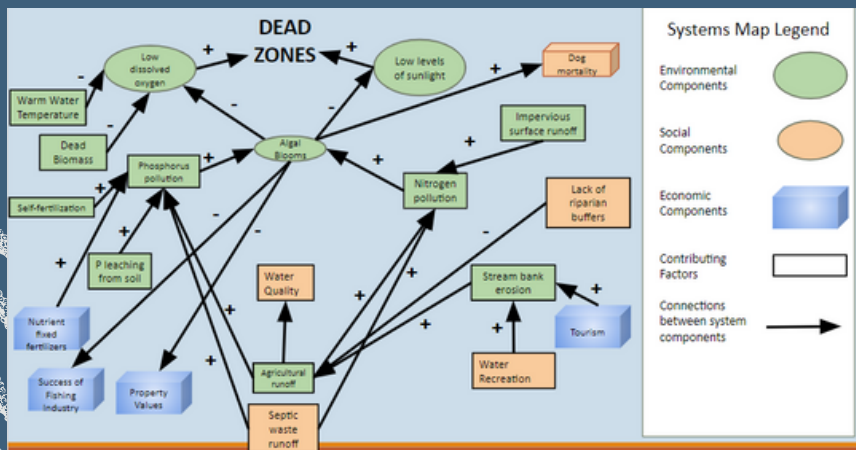 DEAD
ZONES
Low
dissolved
oxygen
+
+
Low levels
of sunlight
+
Dog
mortality
-
Warm Water
Temperature
-
Dead
Biomass
-
-
Algal
Blooms
Impervious
surface runoff
+
Phosphorus
pollution
+
+
Nitrogen
pollution
Lack of
riparian
buffers
Self-fertilization
+
-
-
-
+
P leaching
from soil
+
Water
Quality
+
+
Stream bank
erosion
+
Nutrient
fixed
fertilizers
+
+
+
Tourism
+
Success of
Fishing
Industry
Property
Values
Agricultural
runoff
Water
Recreation
Septic
waste
runoff
Systems Map Legend
Environmental
Components
Social
Components
Economic
Components
Contributing
Factors
Connections
between system
components